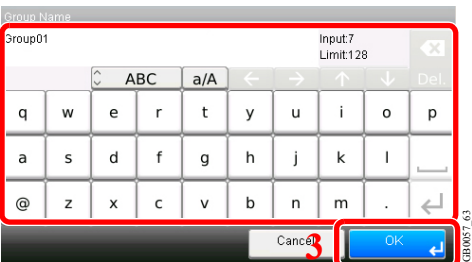 Group Name
Group01
Input:7
Limit:128
ABC a/A ← → ↑ ↓ Del.
q w e r t y u i o p
a s d f g h j k l
@ z x c v b n m .
Cancel 3 OK
GB0057_63